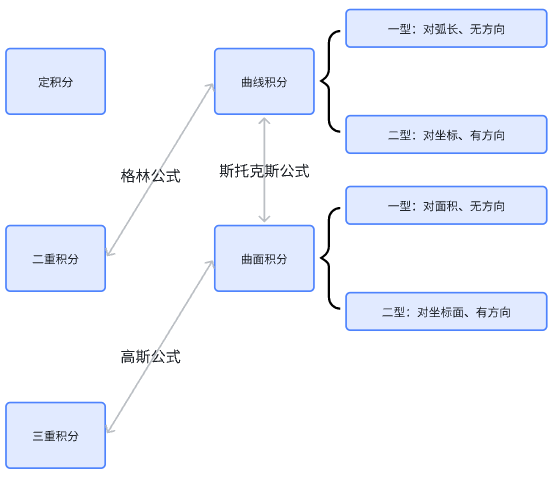 一型：对弧长、无方向
定积分
曲线积分
二型：对坐标、有方向
格林公式
斯托克斯公式
一型：对面积、无方向
二重积分
曲面积分
二型：对坐标面、有方向
高斯公式
三重积分